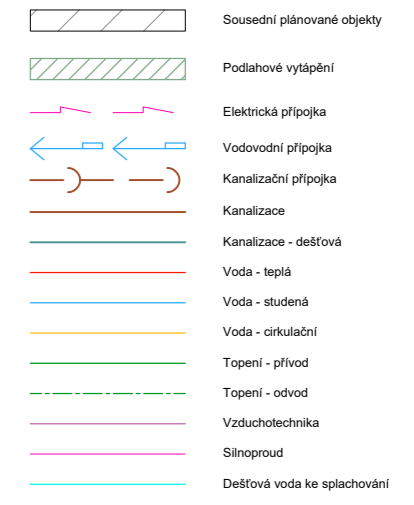 Sousední plánované objekty
Podlahové vytápění
Elektrická přípojka
Vodovodní přípojka
Kanalizační přípojka
Kanalizace
Kanalizace - dešťová
Voda - teplá
Voda - studená
Voda - cirkulační
Topení - přívod
Topení - odvod
Vzduchotechnika
Silnoproud
Dešťová voda ke splachování